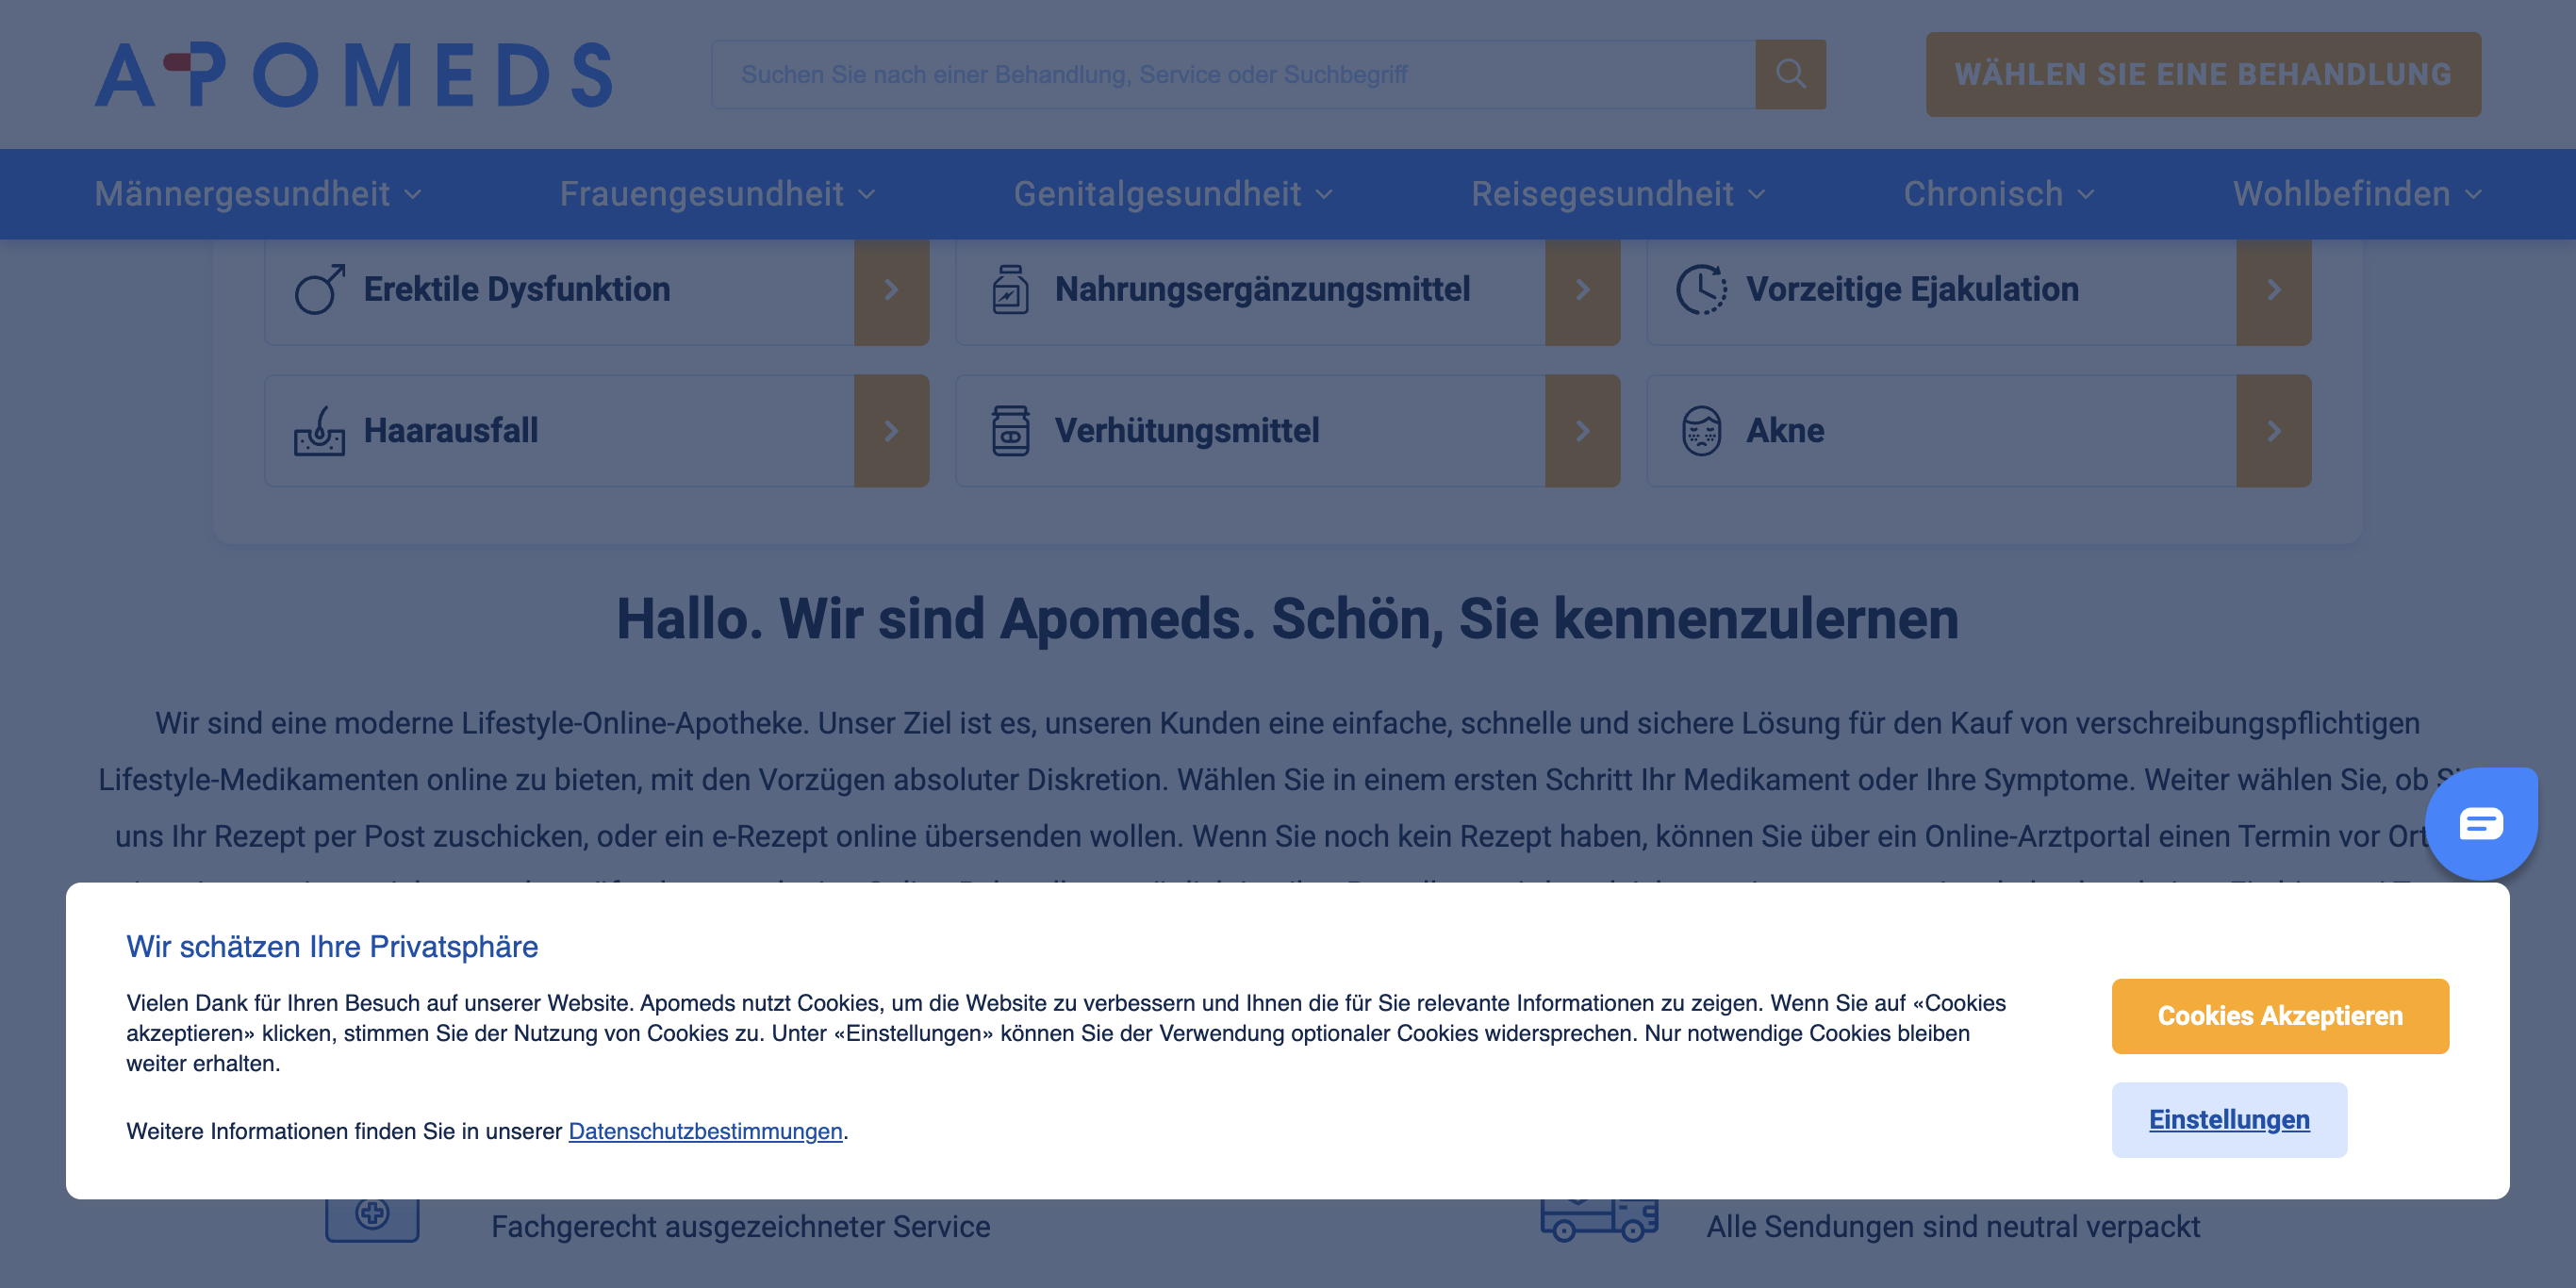 APOMEDS
Suchen Sie nach einer Behandlung, Service oder Suchbegriff
WÄHLEN SIE EINE BEHANDLUNG
Männergesundheit
Frauengesundheit
Genitalgesundheit
Reisegesundheit
Chronisch
Wohlbefinden
Erektile Dysfunktion
Nahrungsergänzungsmittel
Vorzeitige Ejakulation
Haarausfall
Verhütungsmittel
Akne
Hallo. Wir sind Apomeds. Schön, Sie kennenzulernen
Wir sind eine moderne Lifestyle-Online-Apotheke. Unser Ziel ist es, unseren Kunden eine einfache, schnelle und sichere Lösung für den Kauf von verschreibungspflichtigen
Lifestyle-Medikamenten online zu bieten, mit den Vorzügen absoluter Diskretion. Wählen Sie in einem ersten Schritt Ihr Medikament oder Ihre Symptome. Weiter wählen Sie, ob
uns Ihr Rezept per Post zuschicken, oder ein e-Rezept online übersenden wollen. Wenn Sie noch kein Rezept haben, können Sie über ein Online-Arztportal einen Termin vor Ort
Wir schätzen Ihre Privatsphäre
Vielen Dank für Ihren Besuch auf unserer Website. Apomeds nutzt Cookies, um die Website zu verbessern und Ihnen die für Sie relevante Informationen zu zeigen. Wenn Sie auf «Cookies
akzeptieren» klicken, stimmen Sie der Nutzung von Cookies zu. Unter «Einstellungen» können Sie der Verwendung optionaler Cookies widersprechen. Nur notwendige Cookies bleiben
weiter erhalten.
Weitere Informationen finden Sie in unserer Datenschutzbestimmungen.
Cookies Akzeptieren
Einstellungen
Fachgerecht ausgezeichneter Service
Alle Sendungen sind neutral verpackt